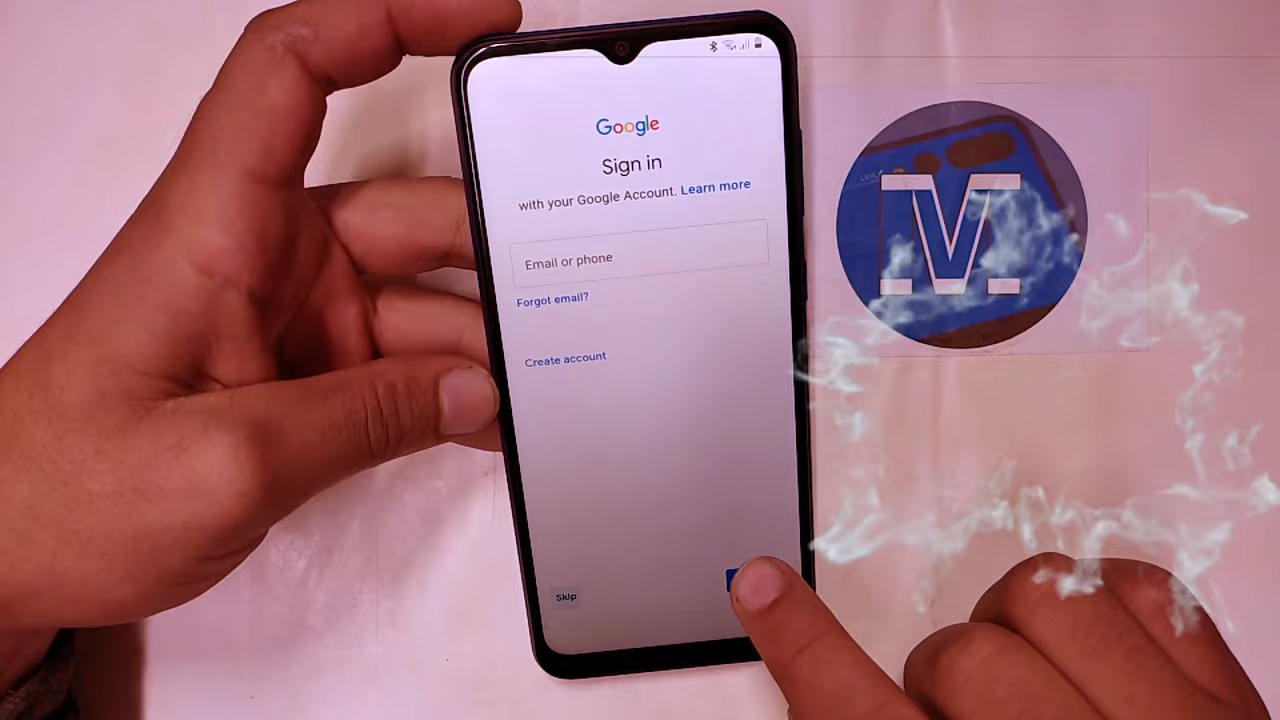 Google
Sign in
with your Google Account. Learn more
Email or phone
Forgot email?
Create account
Skip